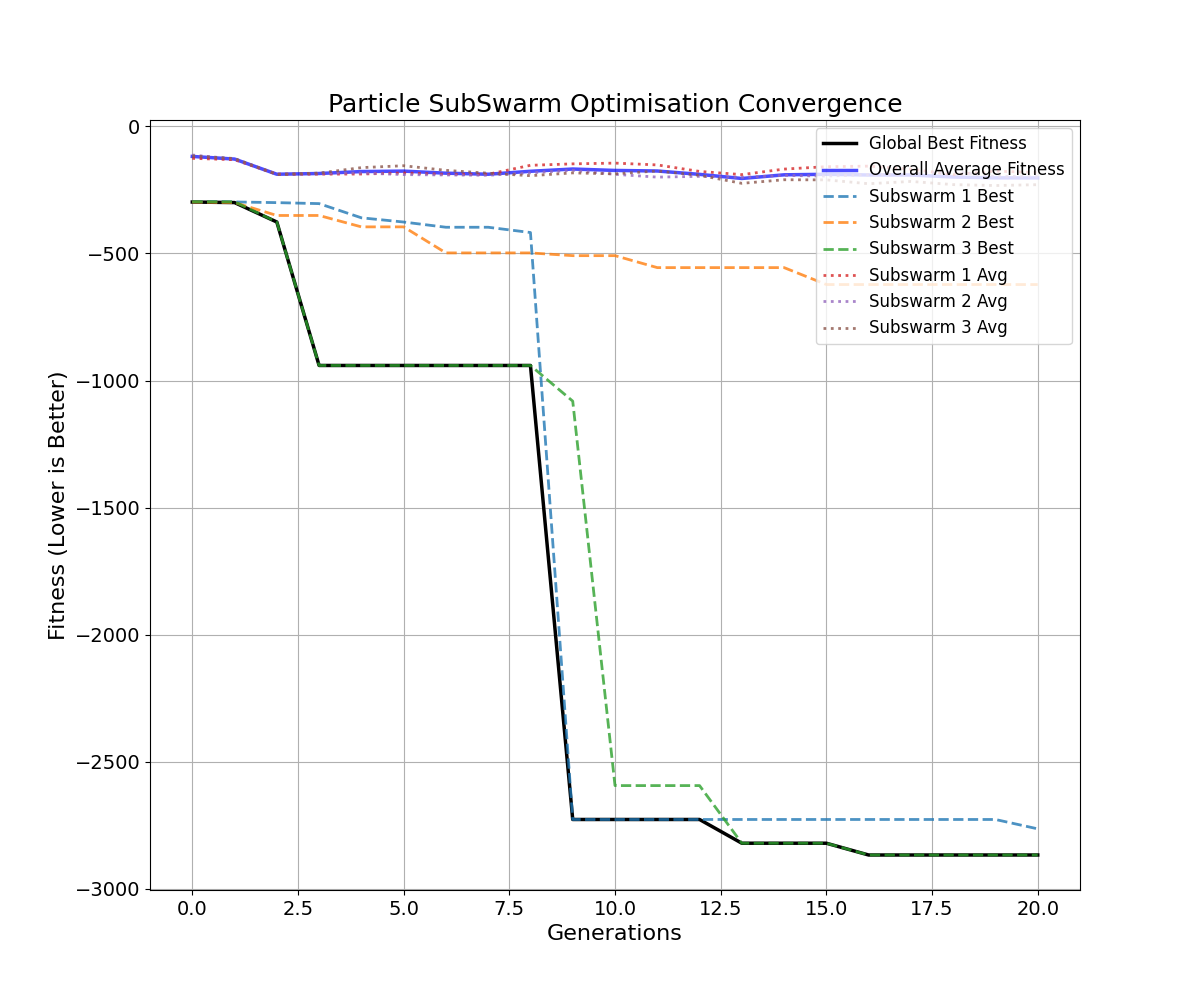 Particle SubSwarm Optimisation Convergence
Global Best Fitness
Overall Average Fitness
Subswarm 1 Best
Subswarm 2 Best
Subswarm 3 Best
Subswarm 1 Avg
Subswarm 2 Avg
Subswarm 3 Avg
Fitness (Lower is Better)
0
−500
−1000
−1500
−2000
−2500
−3000
0.0 2.5 5.0 7.5 10.0 12.5 15.0 17.5 20.0
Generations